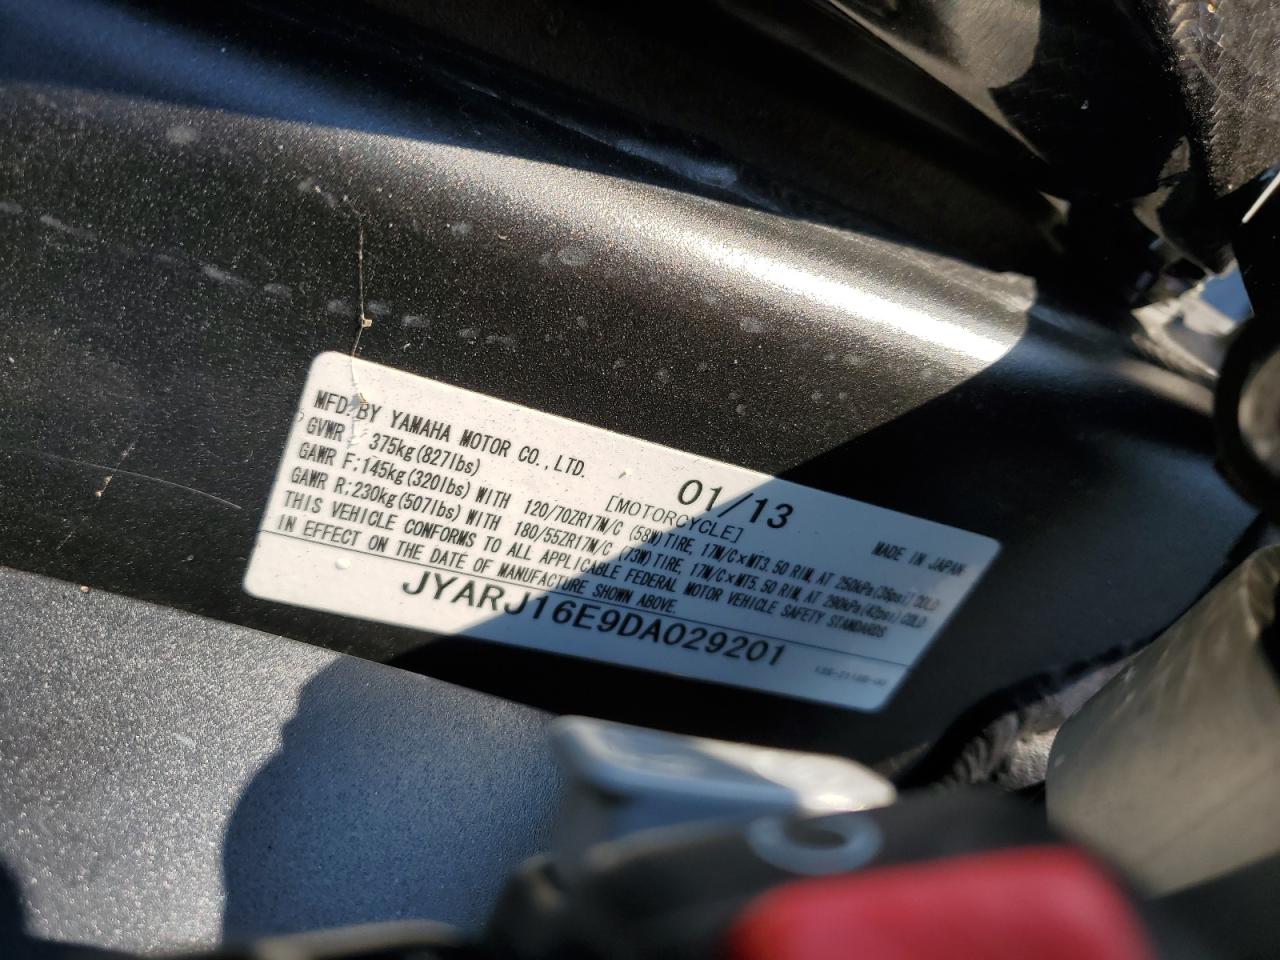 MFD. BY YAMAHA MOTOR CO., LTD. 01/13
GVWR : 375kg(827lbs) [MOTORCYCLE] MADE IN JAPAN
GAWR F:145kg(320lbs) WITH 120/70ZR17M/C (58W) TIRE, 17M/C×MT3.50 RIM, AT 250kPa(36psi) COLD
GAWR R:230kg(507lbs) WITH 180/55ZR17M/C (73W) TIRE, 17M/C×MT5.50 RIM, AT 290kPa(42psi) COLD
THIS VEHICLE CONFORMS TO ALL APPLICABLE FEDERAL MOTOR VEHICLE SAFETY STANDARDS
IN EFFECT ON THE DATE OF MANUFACTURE SHOWN ABOVE.
JYARJ16E9DA029201